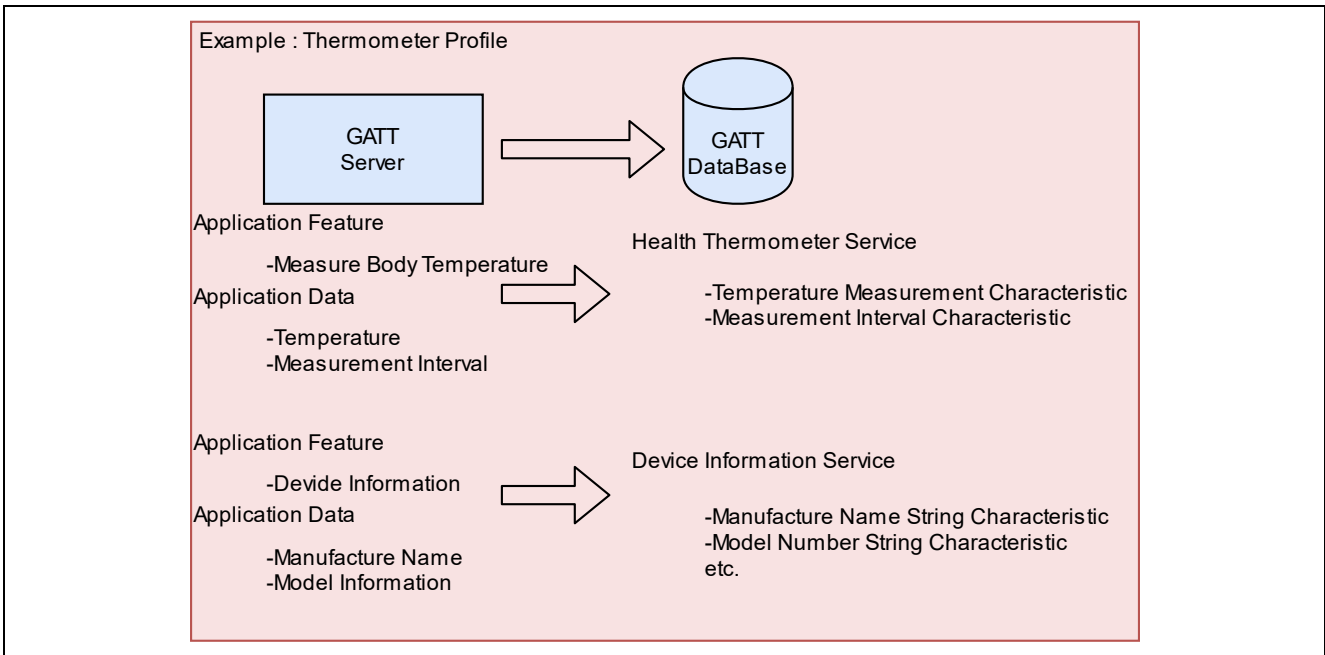 Example : Thermometer Profile
GATT
Server
GATT
DataBase
Application Feature
-Measure Body Temperature
Application Data
-Temperature
-Measurement Interval
Health Thermometer Service
-Temperature Measurement Characteristic
-Measurement Interval Characteristic
Application Feature
-Devide Information
Application Data
-Manufacture Name
-Model Information
Device Information Service
-Manufacture Name String Characteristic
-Model Number String Characteristic
etc.